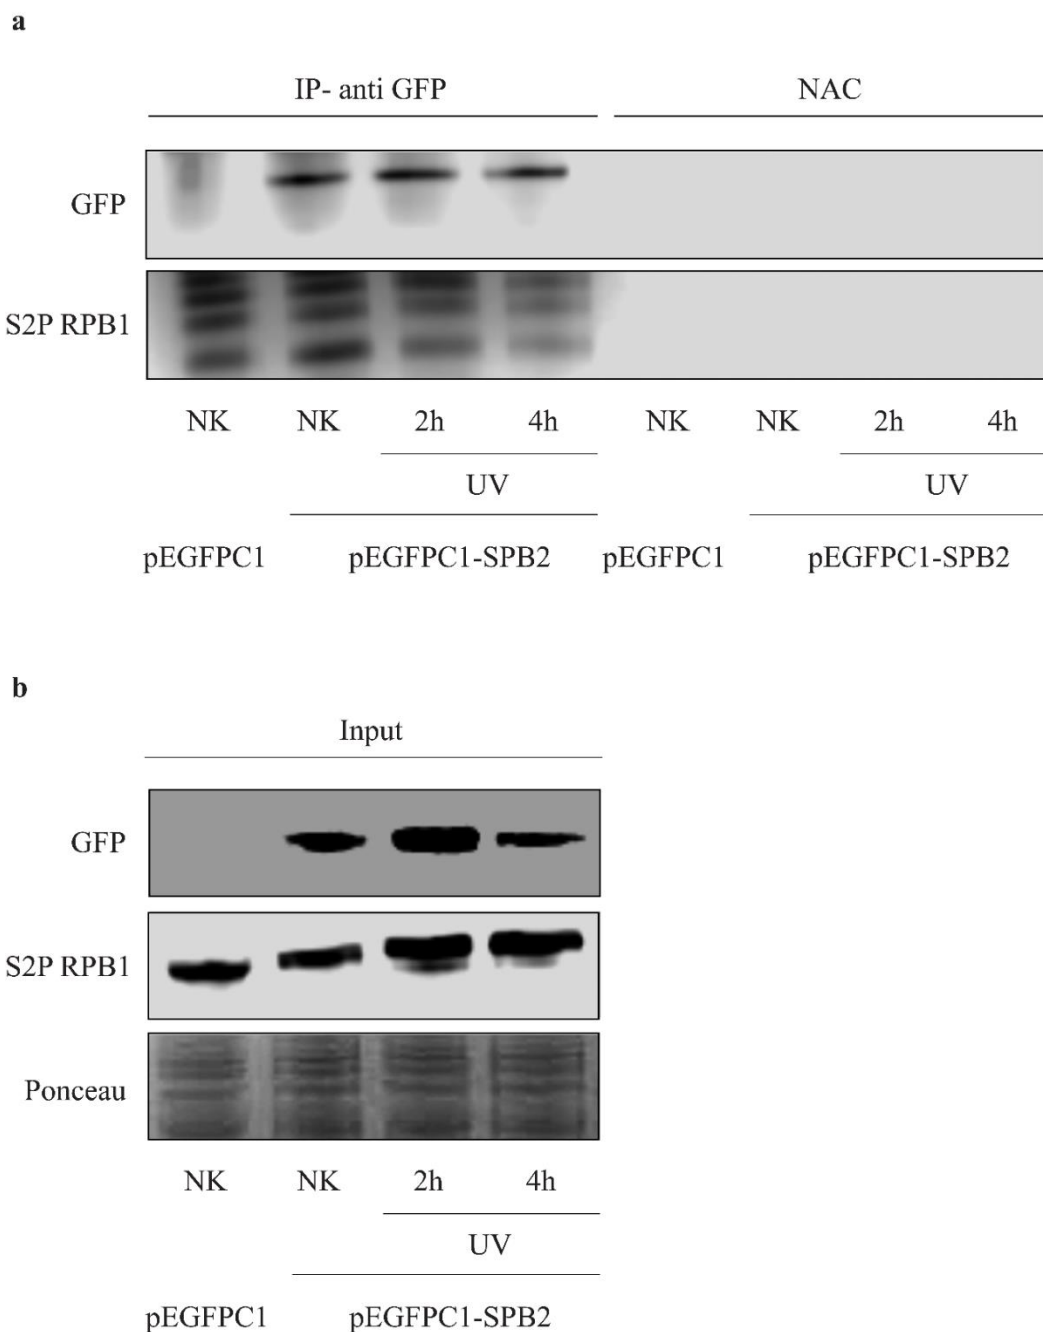 a
IP- anti GFP NAC
GFP
S2P RPB1
NK NK 2h 4h NK NK 2h 4h
UV UV
pEGFPC1 pEGFPC1-SPB2 pEGFPC1 pEGFPC1-SPB2
b
Input
GFP
S2P RPB1
Ponceau
NK NK 2h 4h
UV
pEGFPC1 pEGFPC1-SPB2